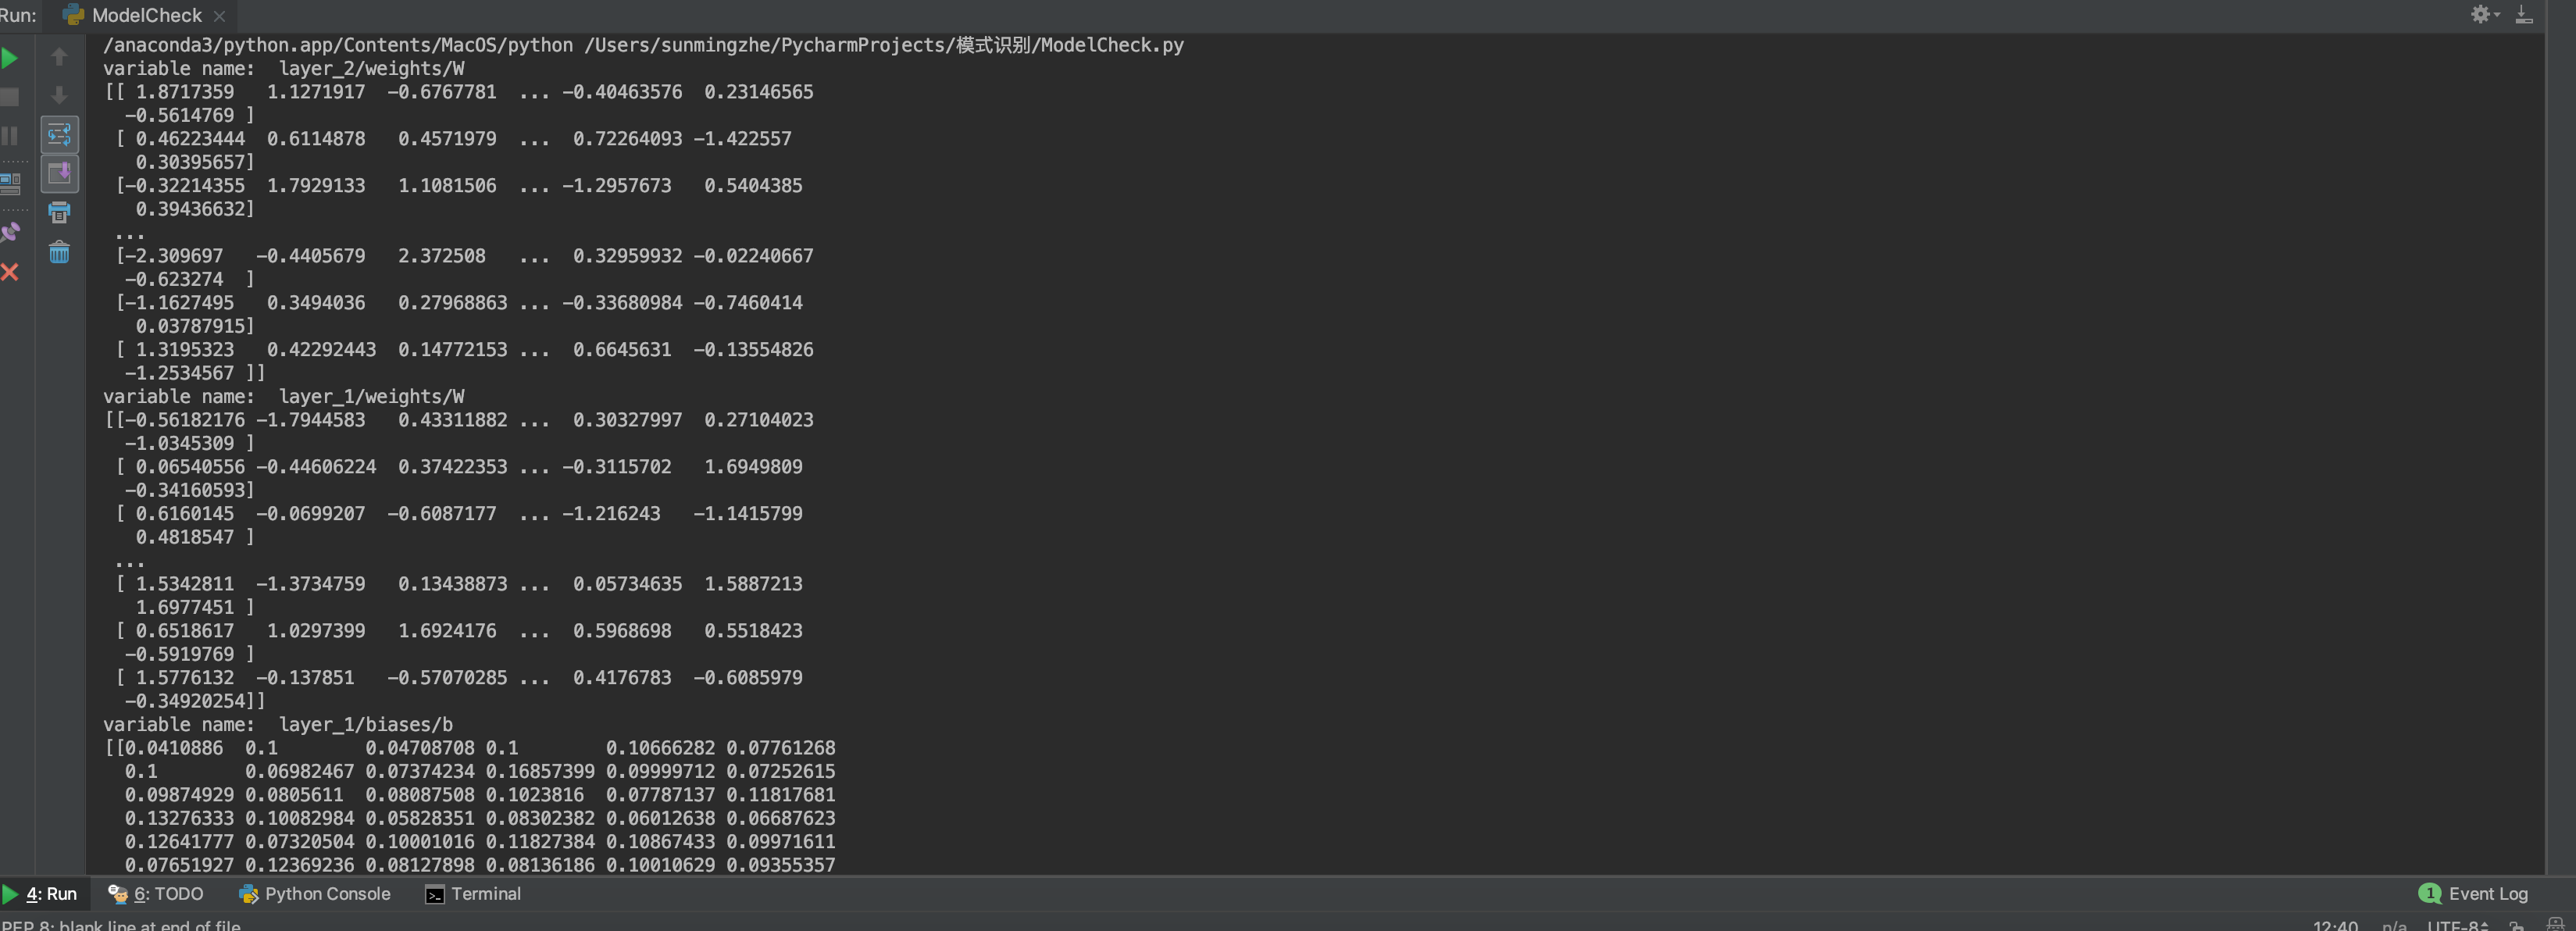 Run: ModelCheck
/anaconda3/python.app/Contents/MacOS/python /Users/sunmingzhe/PycharmProjects/模式识别/ModelCheck.py
variable name:  layer_2/weights/W
[[ 1.8717359   1.1271917  -0.6767781  ... -0.40463576  0.23146565
  -0.5614769 ]
 [ 0.46223444  0.6114878   0.4571979  ...  0.72264093 -1.422557
   0.30395657]
 [-0.32214355  1.7929133   1.1081506  ... -1.2957673   0.5404385
   0.39436632]
 ...
 [-2.309697   -0.4405679   2.372508   ...  0.32959932 -0.02240667
  -0.623274  ]
 [-1.1627495   0.3494036   0.27968863 ... -0.33680984 -0.7460414
   0.03787915]
 [ 1.3195323   0.42292443  0.14772153 ...  0.6645631  -0.13554826
  -1.2534567 ]]
variable name:  layer_1/weights/W
[[-0.56182176 -1.7944583   0.43311882 ...  0.30327997  0.27104023
  -1.0345309 ]
 [ 0.06540556 -0.44606224  0.37422353 ... -0.3115702   1.6949809
  -0.34160593]
 [ 0.6160145  -0.0699207  -0.6087177  ... -1.216243   -1.1415799
   0.4818547 ]
 ...
 [ 1.5342811  -1.3734759   0.13438873 ...  0.05734635  1.5887213
   1.6977451 ]
 [ 0.6518617   1.0297399   1.6924176  ...  0.5968698   0.5518423
  -0.5919769 ]
 [ 1.5776132  -0.137851   -0.57070285 ...  0.4176783  -0.6085979
  -0.34920254]]
variable name:  layer_1/biases/b
[[0.0410886  0.1        0.04708708 0.1        0.10666282 0.07761268
  0.1        0.06982467 0.07374234 0.16857399 0.09999712 0.07252615
  0.09874929 0.0805611  0.08087508 0.1023816  0.07787137 0.11817681
  0.13276333 0.10082984 0.05828351 0.08302382 0.06012638 0.06687623
  0.12641777 0.07320504 0.10001016 0.11827384 0.10867433 0.09971611
  0.07651927 0.12369236 0.08127898 0.08136186 0.10010629 0.09355357
4: Run 6: TODO Python Console Terminal 1 Event Log
PEP 8: blank line at end of file 12:40 n/a UTF-8